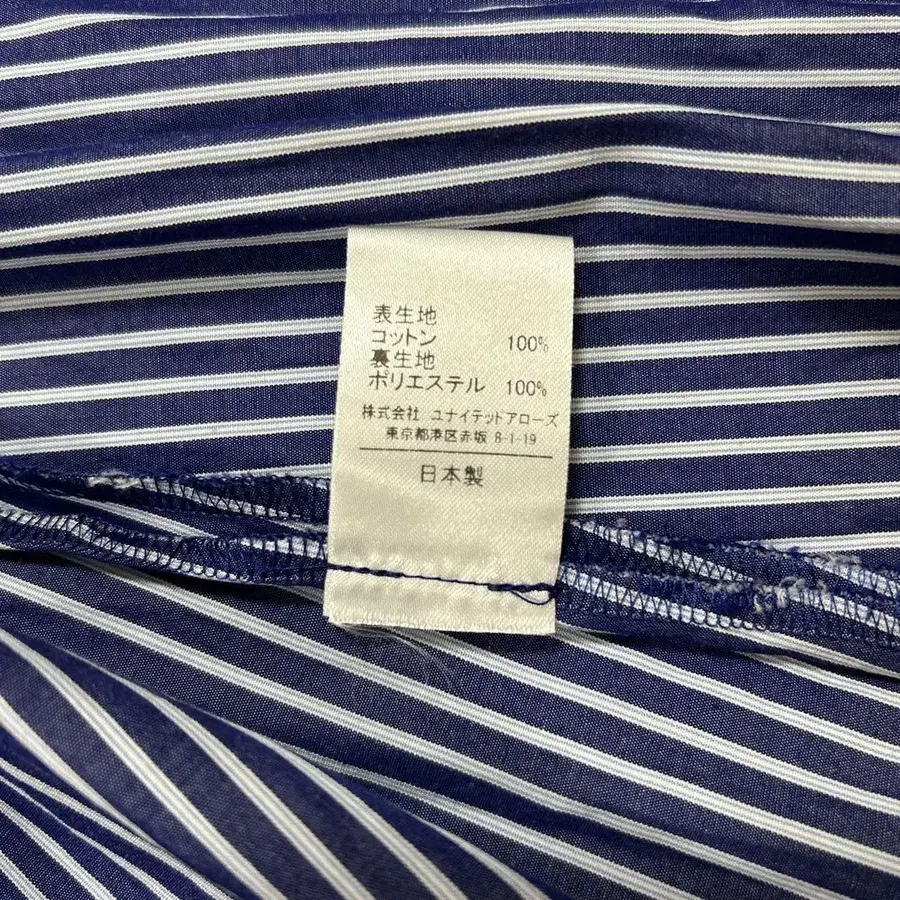 表生地
コットン 100%
裏生地
ポリエステル 100%
株式会社 ユナイテッドアローズ
東京都港区赤坂 8-1-19
日本製